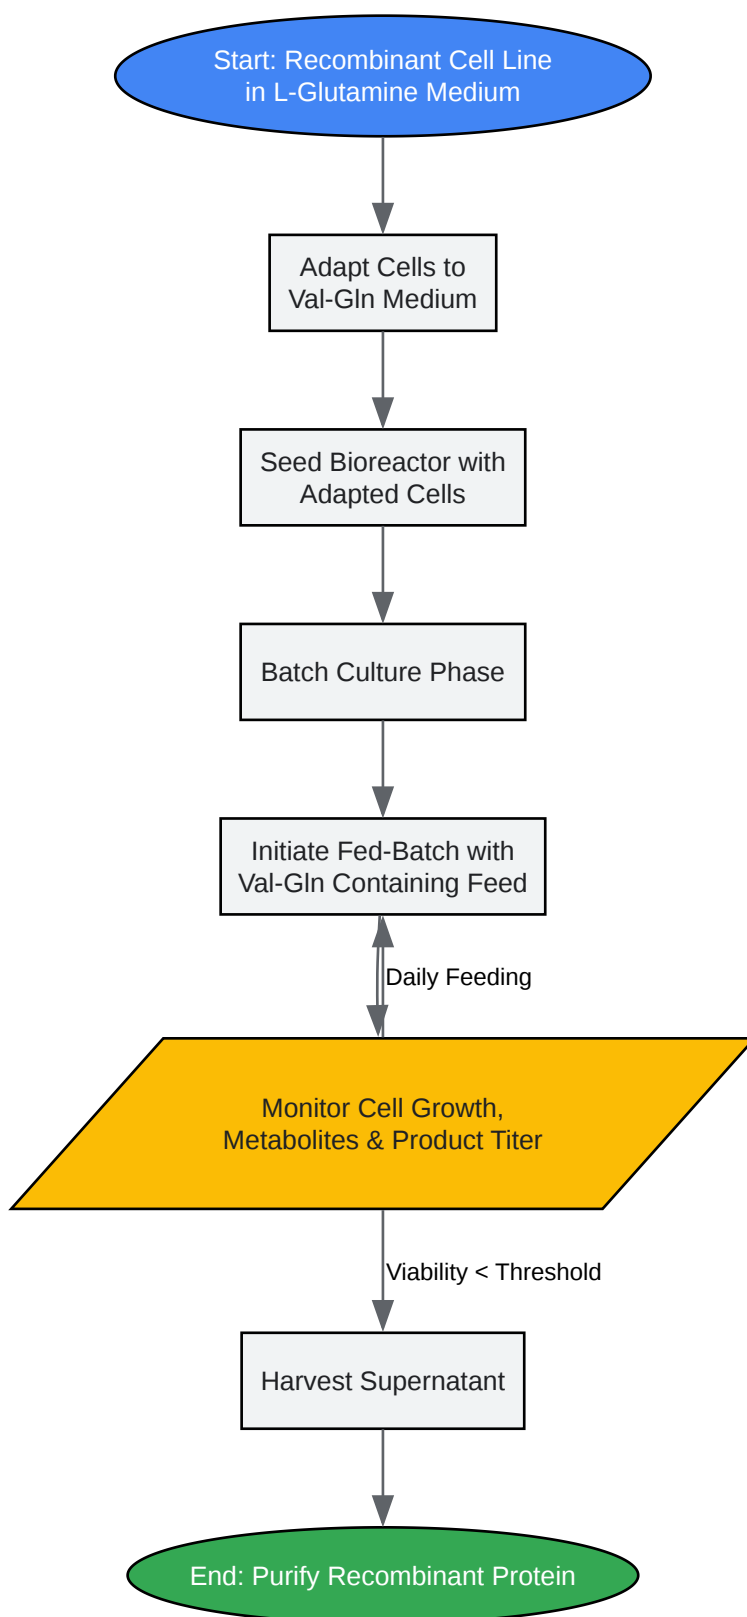 Start: Recombinant Cell Line
in L-Glutamine Medium
Adapt Cells to
Val-Gln Medium
Seed Bioreactor with
Adapted Cells
Batch Culture Phase
Initiate Fed-Batch with
Val-Gln Containing Feed
Daily Feeding
Monitor Cell Growth,
Metabolites & Product Titer
Viability < Threshold
Harvest Supernatant
End: Purify Recombinant Protein